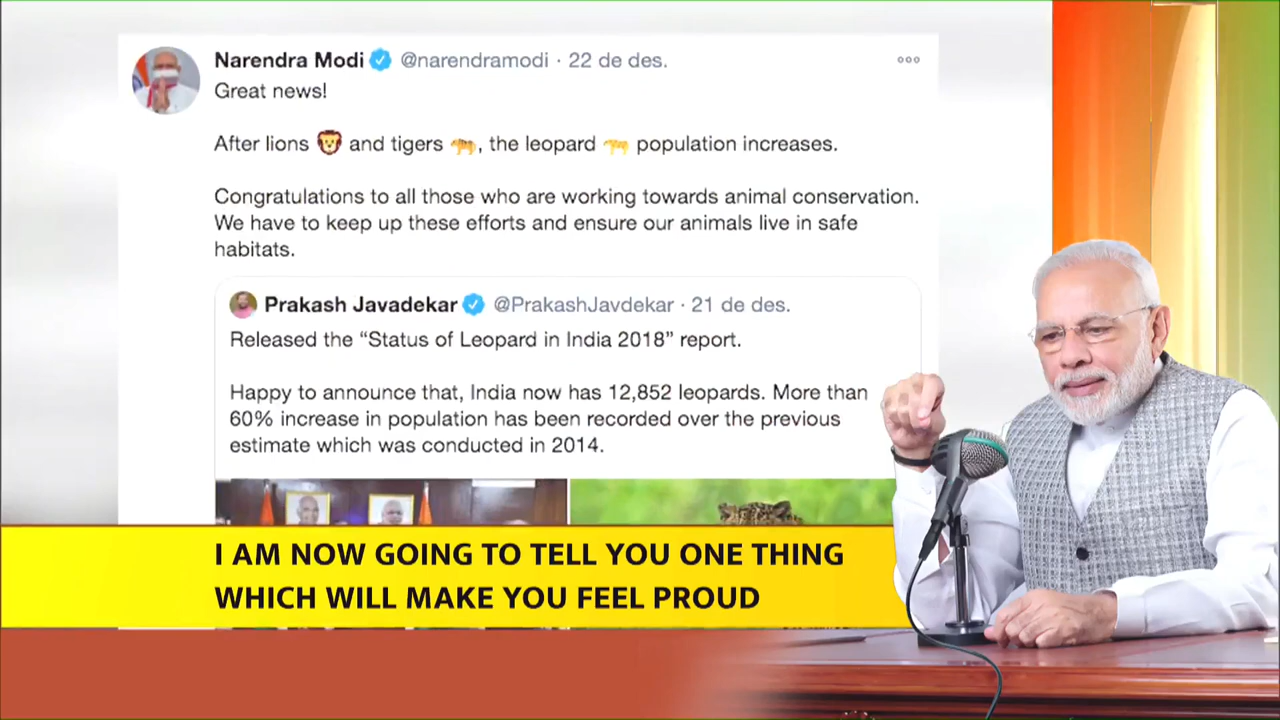 Narendra Modi @narendramodi · 22 de des.
Great news!
After lions 🦁 and tigers 🐅, the leopard 🐆 population increases.
Congratulations to all those who are working towards animal conservation.
We have to keep up these efforts and ensure our animals live in safe
habitats.
Prakash Javadekar @PrakashJavdekar · 21 de des.
Released the “Status of Leopard in India 2018” report.
Happy to announce that, India now has 12,852 leopards. More than
60% increase in population has been recorded over the previous
estimate which was conducted in 2014.
I AM NOW GOING TO TELL YOU ONE THING
WHICH WILL MAKE YOU FEEL PROUD